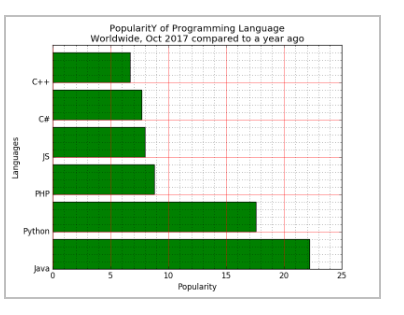 PopularitY of Programming Language
Worldwide, Oct 2017 compared to a year ago
C++
C#
JS
PHP
Python
Java
Languages
0 5 10 15 20 25
Popularity